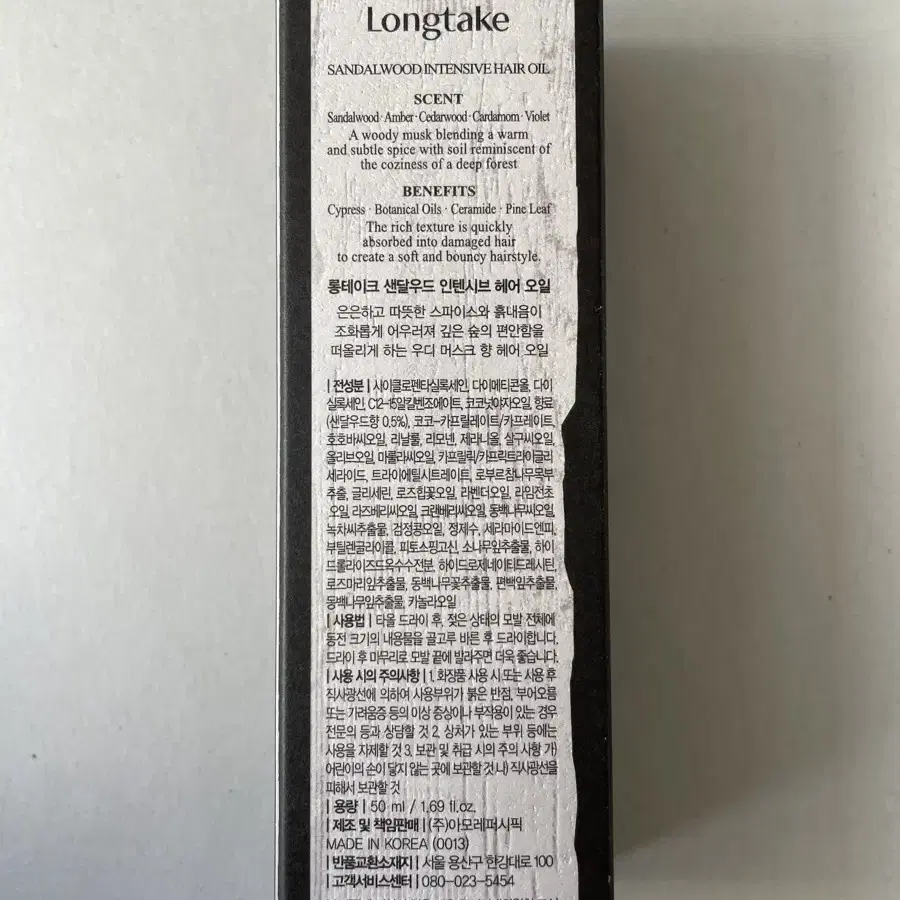 Longtake
SANDALWOOD INTENSIVE HAIR OIL
SCENT
Sandalwood · Amber · Cedarwood · Cardamom · Violet
A woody musk blending a warm
and subtle spice with soil reminiscent of
the coziness of a deep forest
BENEFITS
Cypress · Botanical Oils · Ceramide · Pine Leaf
The rich texture is quickly
absorbed into damaged hair
to create a soft and bouncy hairstyle.
롱테이크 샌달우드 인텐시브 헤어 오일
은은하고 따뜻한 스파이스와 흙내음이
조화롭게 어우러져 깊은 숲의 편안함을
떠올리게 하는 우디 머스크 향 헤어 오일
| 전성분 | 사이클로펜타실록세인, 다이메티콘올, 다이
실록세인, C12-15알킬벤조에이트, 코코넛야자오일, 향료
(샌달우드향 0.5%), 코코-카프릴레이트/카프레이트,
호호바씨오일, 리날룰, 리모넨, 제라니올, 살구씨오일,
올리브오일, 마룰라씨오일, 카프릴릭/카프릭트라이글리
세라이드, 트라이에틸시트레이트, 로부르참나무목부
추출, 글리세린, 로즈힙꽃오일, 라벤더오일, 라임전초
오일, 라즈베리씨오일, 크랜베리씨오일, 동백나무씨오일,
녹차씨추출물, 검정콩오일, 정제수, 세라마이드엔피,
부틸렌글라이콜, 피토스핑고신, 소나무잎추출물, 하이
드롤라이즈드옥수수전분, 하이드로제네이티드레시틴,
로즈마리잎추출물, 동백나무꽃추출물, 편백잎추출물,
동백나무잎추출물, 카놀라오일
| 사용법 | 타올 드라이 후, 젖은 상태의 모발 전체에
동전 크기의 내용물을 골고루 바른 후 드라이합니다.
드라이 후 마무리로 모발 끝에 발라주면 더욱 좋습니다.
| 사용 시의 주의사항 | 1. 화장품 사용 시 또는 사용 후
직사광선에 의하여 사용부위가 붉은 반점, 부어오름
또는 가려움증 등의 이상 증상이나 부작용이 있는 경우
전문의 등과 상담할 것 2. 상처가 있는 부위 등에는
사용을 자제할 것 3. 보관 및 취급 시의 주의 사항 가)
어린이의 손이 닿지 않는 곳에 보관할 것 나) 직사광선을
피해서 보관할 것
| 용량 | 50 ml / 1.69 fl.oz.
| 제조 및 책임판매 | (주)아모레퍼시픽
MADE IN KOREA (0013)
| 반품교환소재지 | 서울 용산구 한강대로 100
| 고객서비스센터 | 080-023-5454